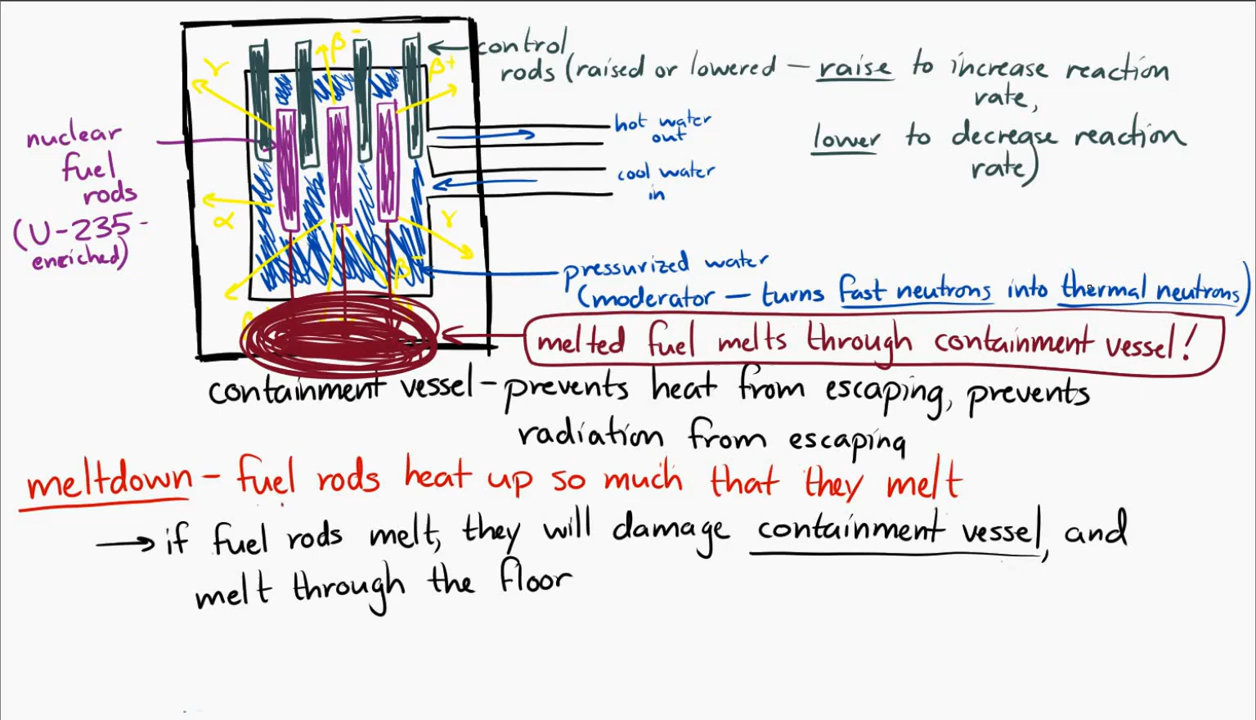 control
rods (raised or lowered – raise to increase reaction
rate,
lower to decrease reaction
rate)
γ
β⁻
β⁺
hot water
out
cool water
in
nuclear
fuel
rods
(U-235-
enriched)
α
γ
β⁻
pressurized water
(moderator – turns fast neutrons into thermal neutrons)
melted fuel melts through containment vessel!
containment vessel – prevents heat from escaping, prevents
radiation from escaping
meltdown – fuel rods heat up so much that they melt
→ if fuel rods melt, they will damage containment vessel, and
melt through the floor